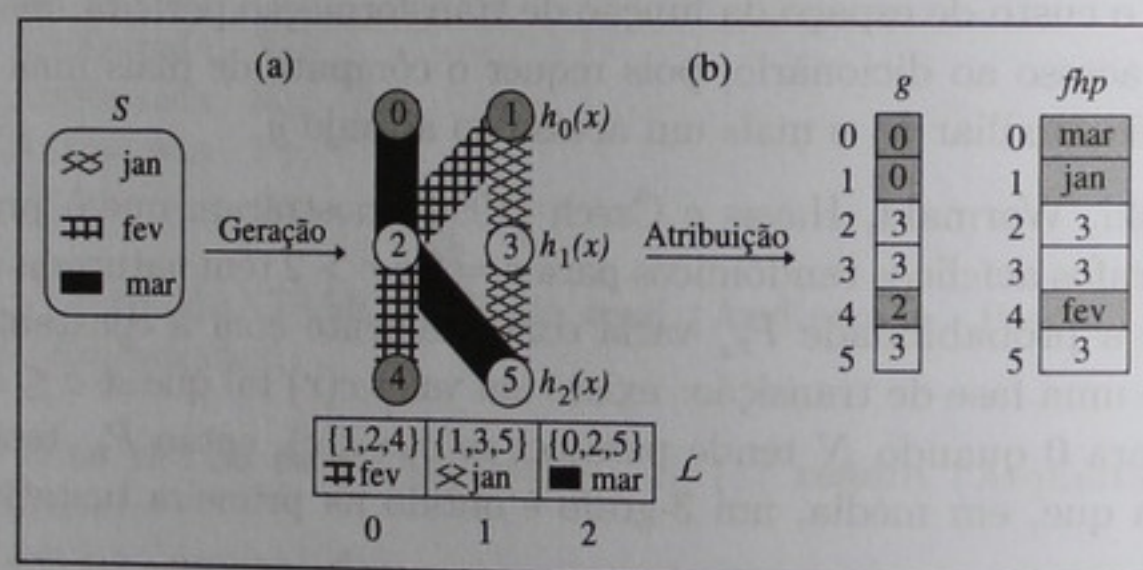 (a)
(b)
S
jan
fev
mar
Geração
0 1 h₀(x)
2 3 h₁(x)
4 5 h₂(x)
{1,2,4} {1,3,5} {0,2,5}
fev jan mar ℒ
0 1 2
Atribuição
g fhp
0 0 0 mar
1 0 1 jan
2 3 2 3
3 3 3 3
4 2 4 fev
5 3 5 3